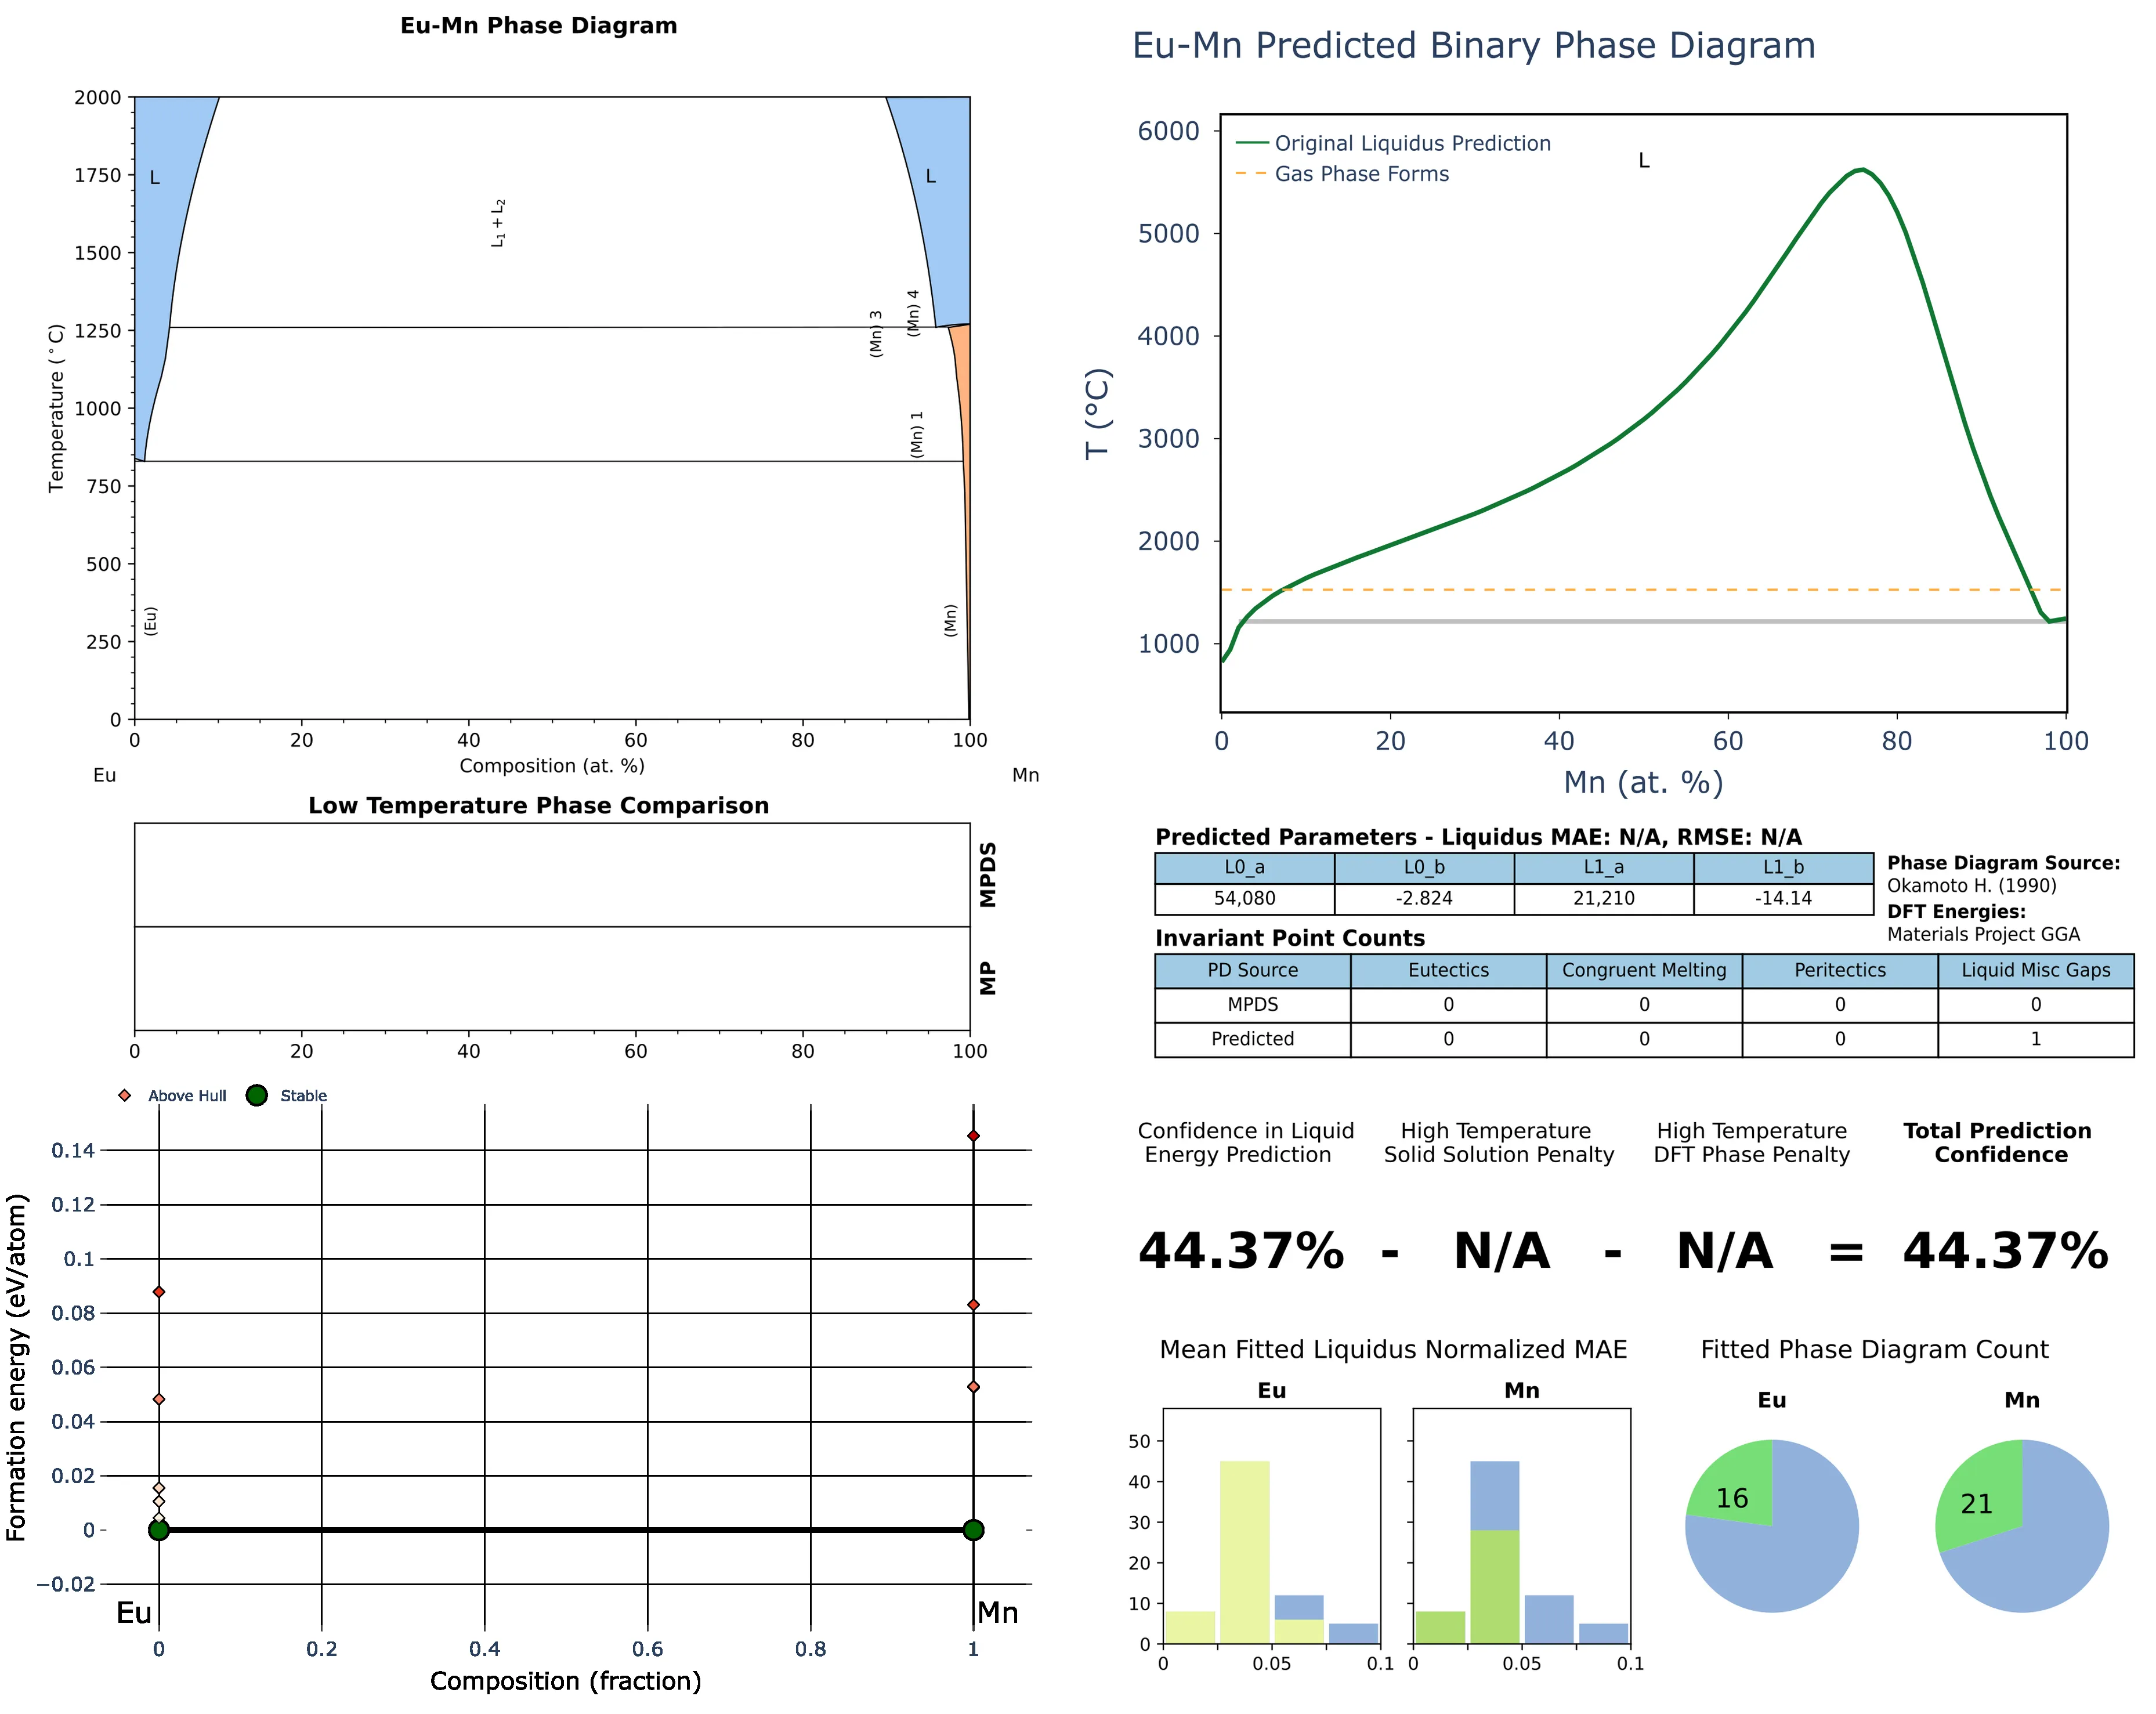 Eu-Mn Phase Diagram
2000
1750
1500
1250
1000
750
500
250
0
Temperature (°C)
L
L₁ + L₂
L
(Mn) 3
(Mn) 4
(Mn) 1
(Eu)
(Mn)
0 20 40 60 80 100
Composition (at. %)
Eu Mn
Low Temperature Phase Comparison
MPDS
MP
0 20 40 60 80 100
Above Hull Stable
0.14
0.12
0.1
0.08
0.06
0.04
0.02
0
−0.02
Formation energy (eV/atom)
Eu Mn
0 0.2 0.4 0.6 0.8 1
Composition (fraction)
Eu-Mn Predicted Binary Phase Diagram
6000
5000
4000
3000
2000
1000
T (°C)
Original Liquidus Prediction
Gas Phase Forms
L
0 20 40 60 80 100
Mn (at. %)
Predicted Parameters - Liquidus MAE: N/A, RMSE: N/A
L0_a L0_b L1_a L1_b
54,080 -2.824 21,210 -14.14
Phase Diagram Source:
Okamoto H. (1990)
DFT Energies:
Materials Project GGA
Invariant Point Counts
PD Source Eutectics Congruent Melting Peritectics Liquid Misc Gaps
MPDS 0 0 0 0
Predicted 0 0 0 1
Confidence in Liquid
Energy Prediction
High Temperature
Solid Solution Penalty
High Temperature
DFT Phase Penalty
Total Prediction
Confidence
44.37% - N/A - N/A = 44.37%
Mean Fitted Liquidus Normalized MAE
Eu Mn
50
40
30
20
10
0
0 0.05 0.1
0 0.05 0.1
Fitted Phase Diagram Count
Eu Mn
16 21